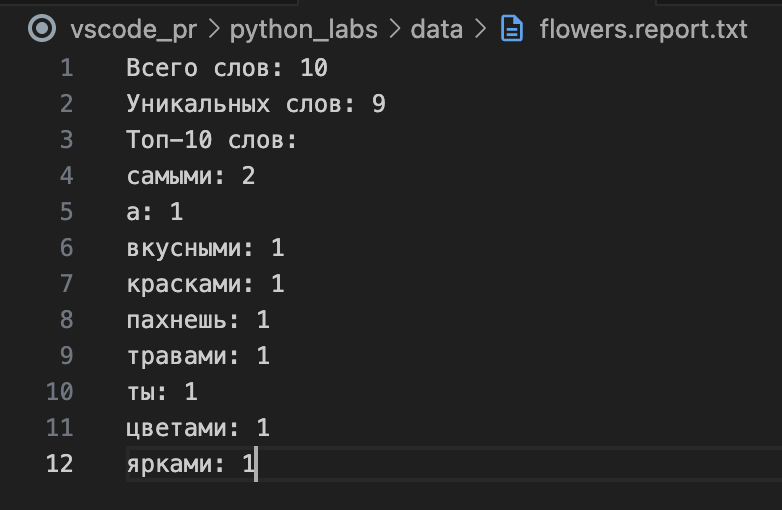 vscode_pr > python_labs > data > flowers.report.txt
1 Всего слов: 10
2 Уникальных слов: 9
3 Топ-10 слов:
4 самыми: 2
5 а: 1
6 вкусными: 1
7 красками: 1
8 пахнешь: 1
9 травами: 1
10 ты: 1
11 цветами: 1
12 ярками: 1